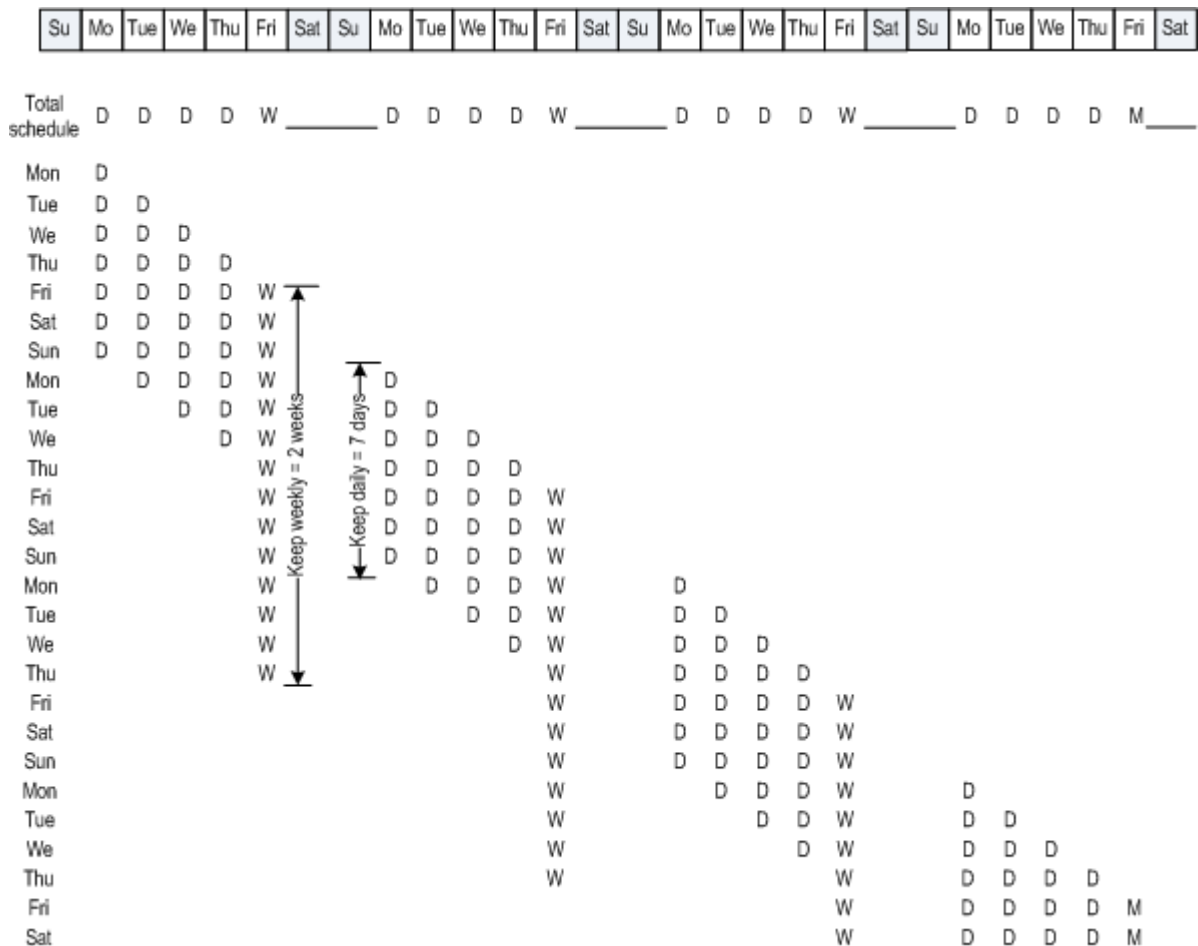 Su Mo Tue We Thu Fri Sat Su Mo Tue We Thu Fri Sat Su Mo Tue We Thu Fri Sat Su Mo Tue We Thu Fri Sat
Total schedule D D D D W D D D D W D D D D W D D D D M
Mon D
Tue D D
We D D D
Thu D D D D
Fri D D D D W
Sat D D D D W
Sun D D D D W
Mon D D D W D
Tue D D W D D
We D W D D D
Thu W D D D D
Fri W D D D D W
Sat W D D D D W
Sun W D D D D W
Mon W D D D W D
Tue W D D W D D
We W D W D D D
Thu W W D D D D
Fri W D D D D W
Sat W D D D D W
Sun W D D D D W
Mon W D D D W D
Tue W D D W D D
We W D W D D D
Thu W W D D D D
Fri W D D D D M
Sat W D D D D M
Keep weekly = 2 weeks
Keep daily = 7 days